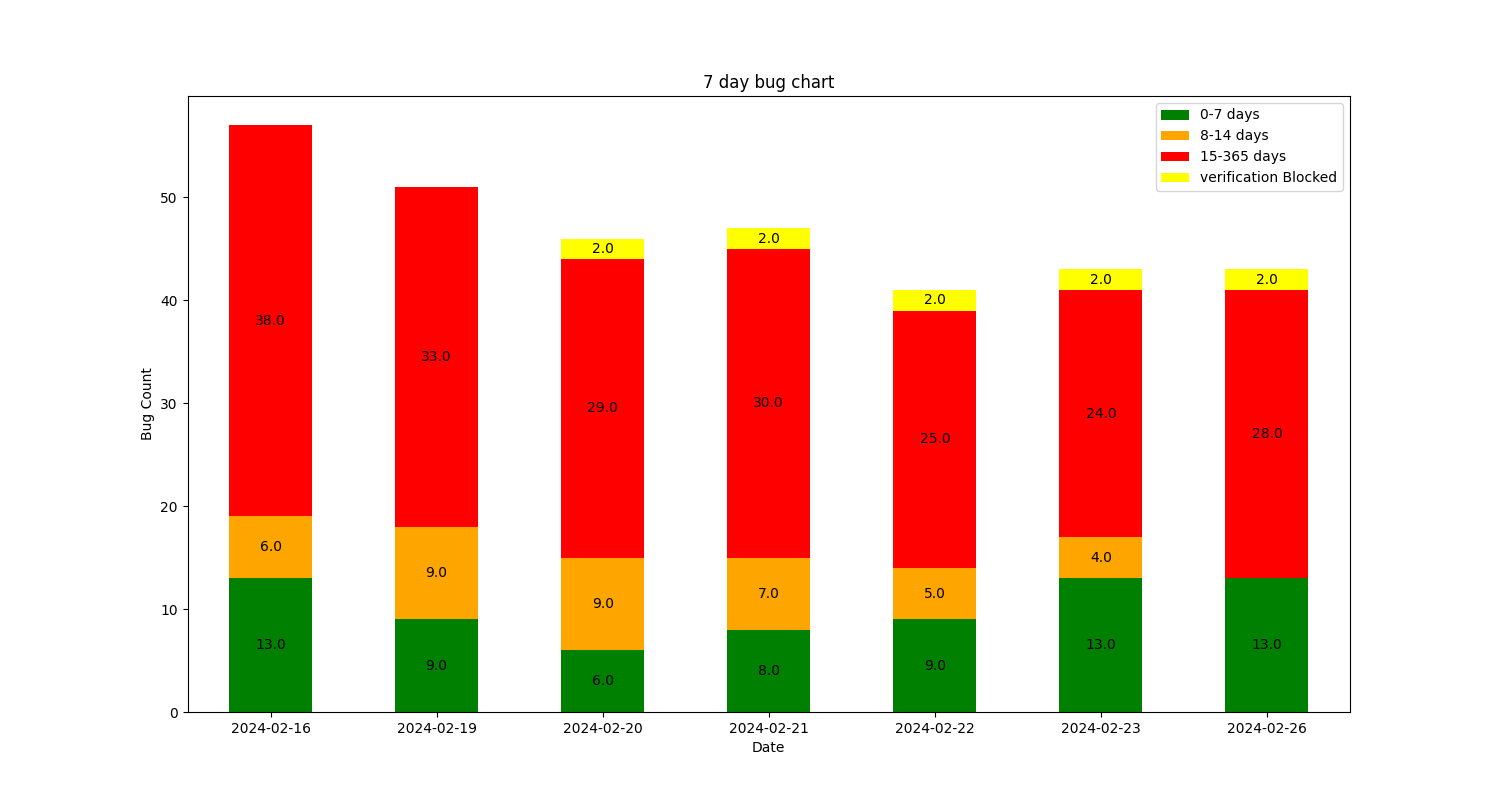 7 day bug chart
0-7 days
8-14 days
15-365 days
verification Blocked
Bug Count
50
40
30
20
10
0
2.0 2.0 2.0 2.0 2.0
38.0 33.0 29.0 30.0 25.0 24.0 28.0
6.0 9.0 9.0 7.0 5.0 4.0
13.0 9.0 6.0 8.0 9.0 13.0 13.0
2024-02-16 2024-02-19 2024-02-20 2024-02-21 2024-02-22 2024-02-23 2024-02-26
Date